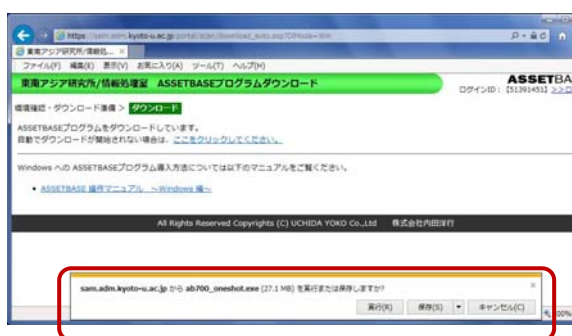 https://sam.adm.kyoto-u.ac.jp/portal/scan/download_auto.asp?DMode=Win
東南アジア研究所/情報処...
ファイル(F) 編集(E) 表示(V) お気に入り(A) ツール(T) ヘルプ(H)
東南アジア研究所/情報処理室 ASSETBASEプログラムダウンロード
ASSETBA
ログインID: [51391451]
環境確認・ダウンロード準備 > ダウンロード
ASSETBASEプログラムをダウンロードしています。
自動でダウンロードが開始されない場合は、ここをクリックしてください。
Windows への ASSETBASEプログラム導入方法については以下のマニュアルをご覧ください。
• ASSETBASE 操作マニュアル ～Windows 編～
All Rights Reserved Copyrights (C) UCHIDA YOKO Co.,Ltd 株式会社内田洋行
sam.adm.kyoto-u.ac.jp から ab700_oneshot.exe (27.1 MB) を実行または保存しますか?
実行(R) 保存(S) キャンセル(C)
100%